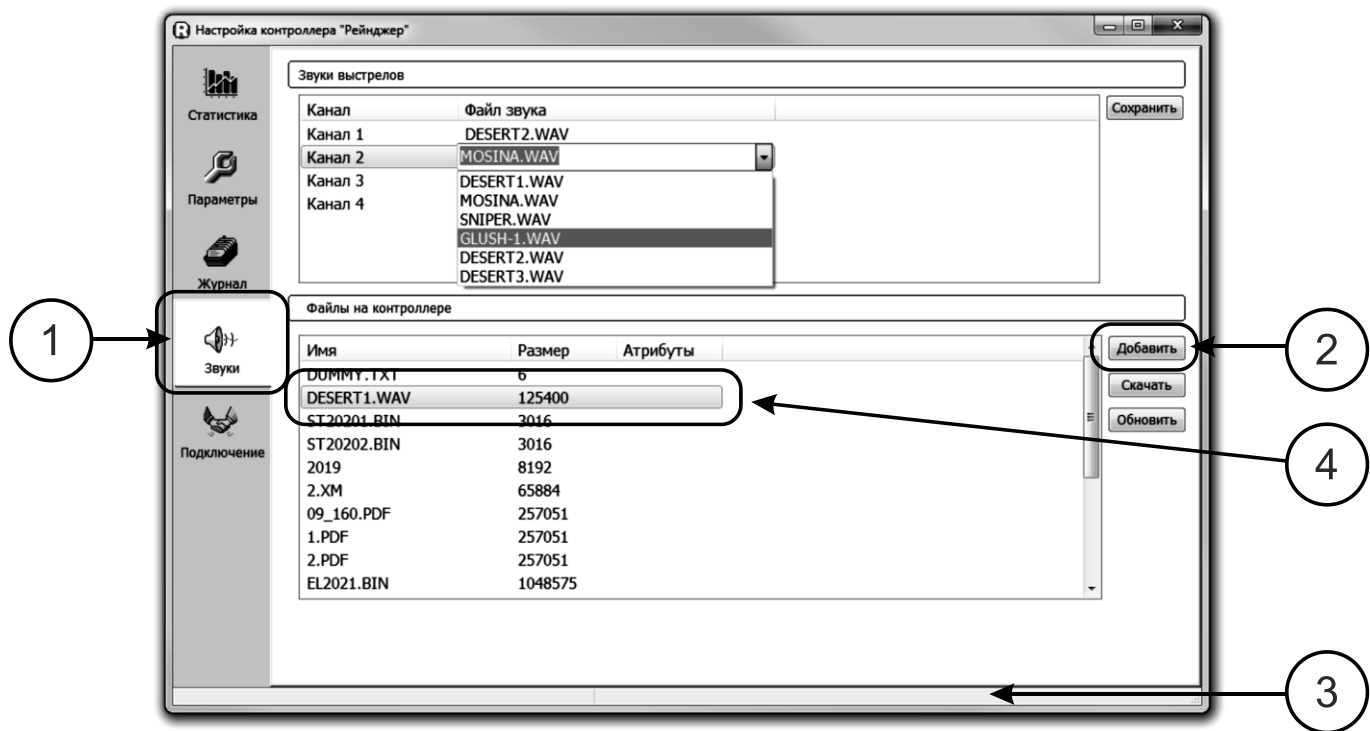 Настройка контроллера "Рейнджер"
Статистика
Параметры
Журнал
Звуки
Подключение
Звуки выстрелов
Канал Файл звука
Сохранить
Канал 1 DESERT2.WAV
Канал 2 MOSINA.WAV
Канал 3
Канал 4
DESERT1.WAV
MOSINA.WAV
SNIPER.WAV
GLUSH-1.WAV
DESERT2.WAV
DESERT3.WAV
Файлы на контроллере
Имя Размер Атрибуты
DUMMY.TXT 6
DESERT1.WAV 125400
ST20201.BIN 3016
ST20202.BIN 3016
2019 8192
2.XM 65884
09_160.PDF 257051
1.PDF 257051
2.PDF 257051
EL2021.BIN 1048575
Добавить
Скачать
Обновить
1
2
4
3